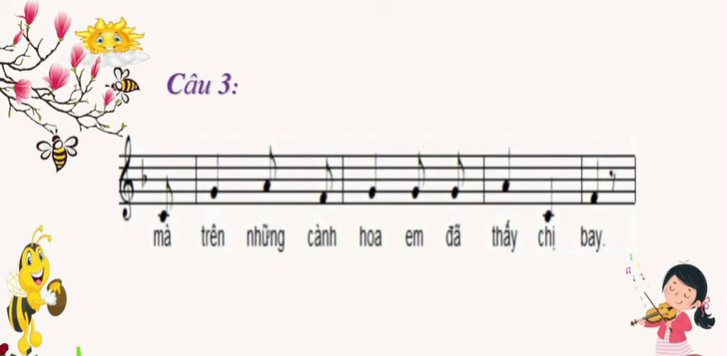 Câu 3:
mà trên những cành hoa em đã thấy chị bay.